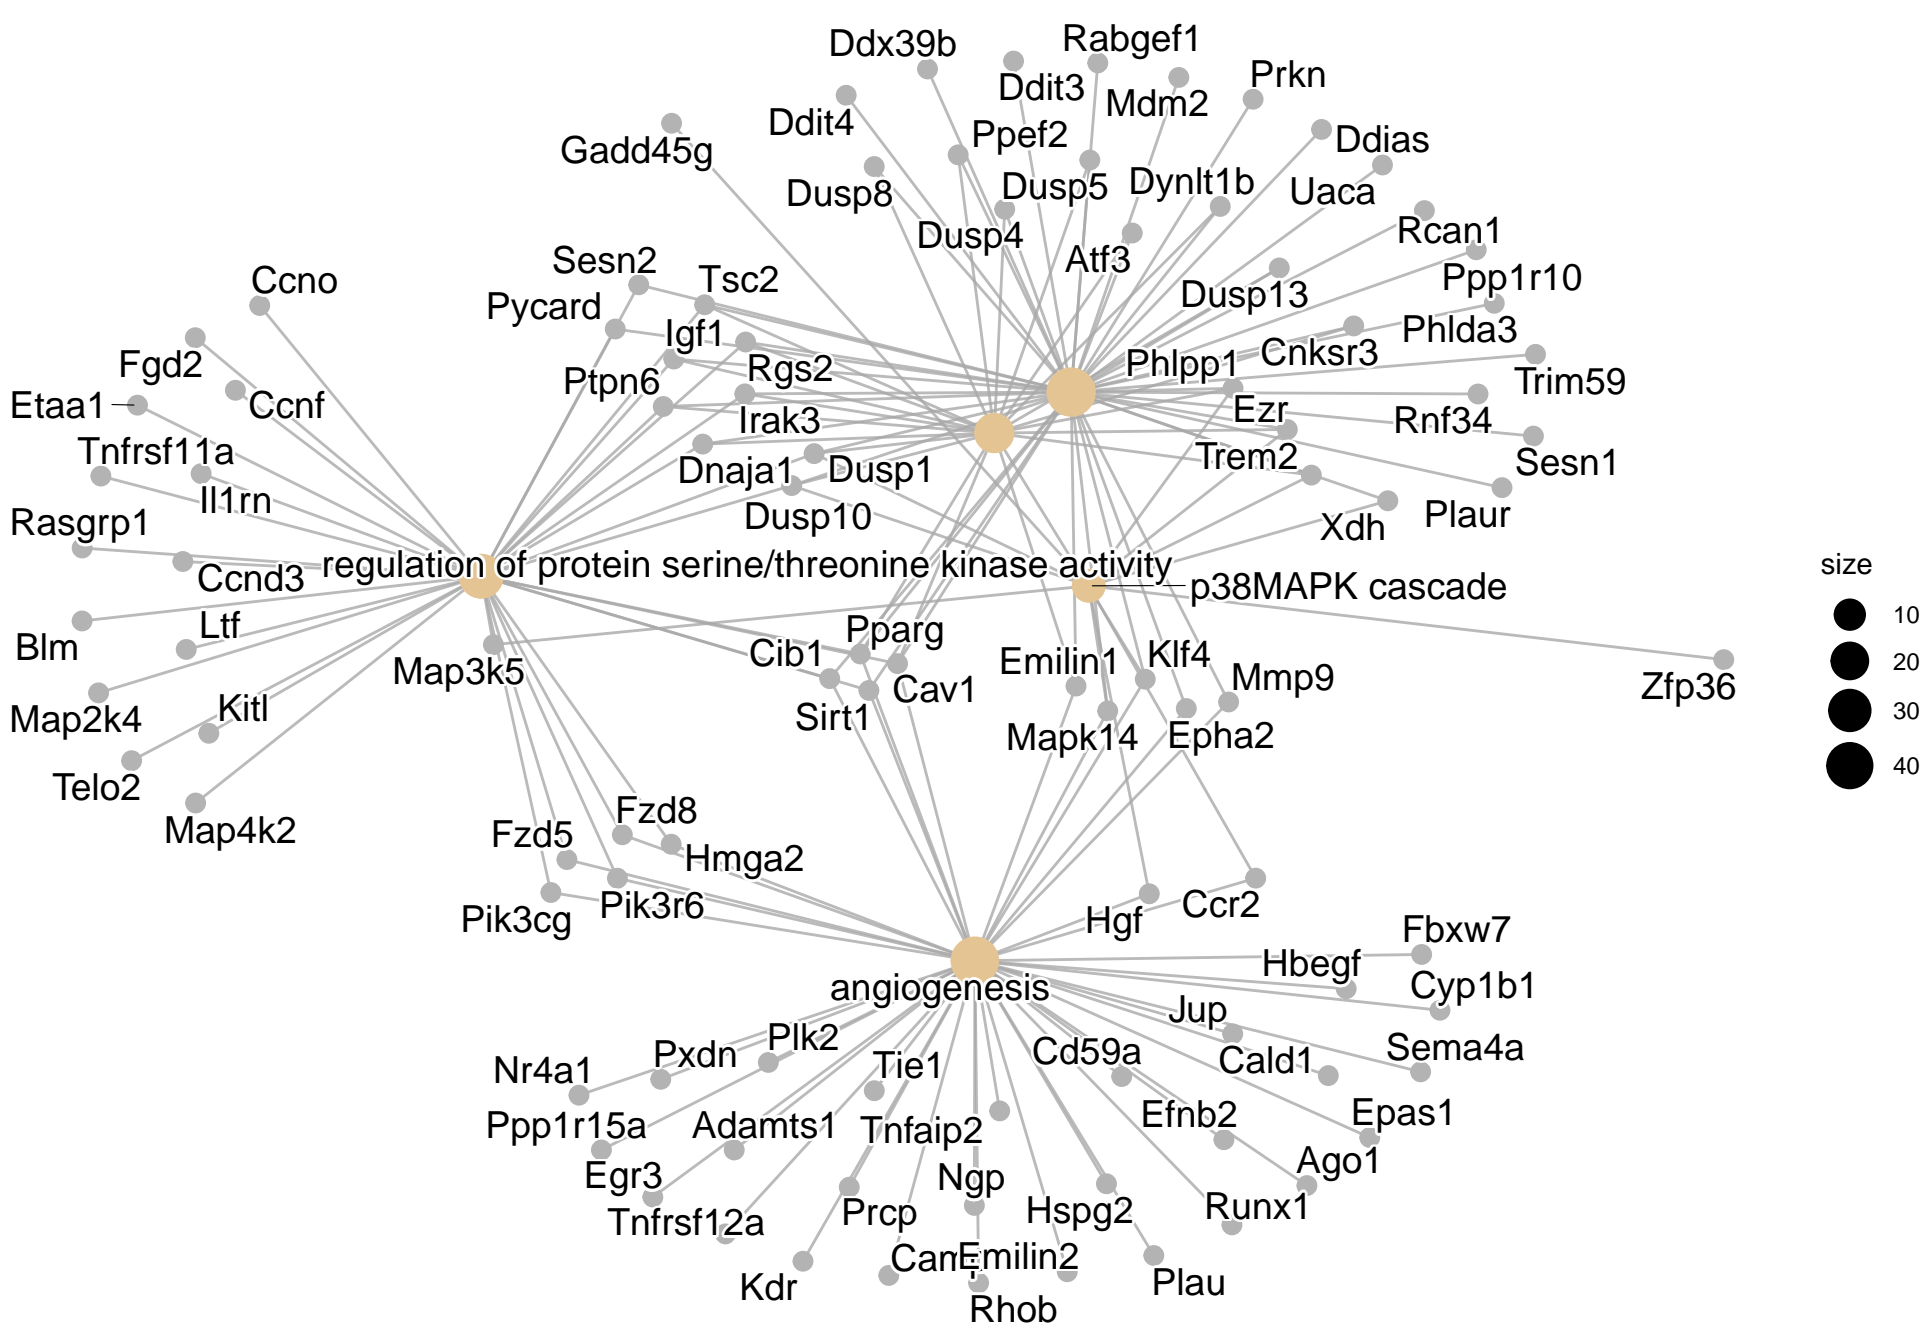 Rabgef1
Ddx39b
Prkn
Ddit3
Mdm2
Ddit4
Ppef2
Ddias
Gadd45g
Dusp8
Dusp5
Dynlt1b
Uaca
Rcan1
Dusp4
Atf3
Sesn2
Tsc2
Ccno
Ppp1r10
Dusp13
Pycard
Igf1
Phlda3
Cnksr3
Phlpp1
Fgd2
Rgs2
Ptpn6
Trim59
Etaa1
Ccnf
Ezr
Irak3
Rnf34
Tnfrsf11a
Trem2
Sesn1
Dnaja1
Dusp1
Il1rn
Dusp10
Plaur
Rasgrp1
Xdh
regulation of protein serine/threonine kinase activity
Ccnd3
p38MAPK cascade
Ltf
Pparg
Blm
Cib1
Emilin1
Klf4
Map3k5
Mmp9
Cav1
Zfp36
Kitl
Map2k4
Sirt1
Mapk14
Epha2
Telo2
Fzd8
Map4k2
Fzd5
Hmga2
Pik3r6
Ccr2
Pik3cg
Hgf
Fbxw7
Hbegf
angiogenesis
Cyp1b1
Jup
Plk2
Sema4a
Pxdn
Cd59a
Cald1
Nr4a1
Tie1
Ppp1r15a
Adamts1
Tnfaip2
Efnb2
Epas1
Ago1
Egr3
Ngp
Tnfrsf12a
Prcp
Hspg2
Runx1
Emilin2
Kdr
Plau
Rhob
size
10
20
30
40